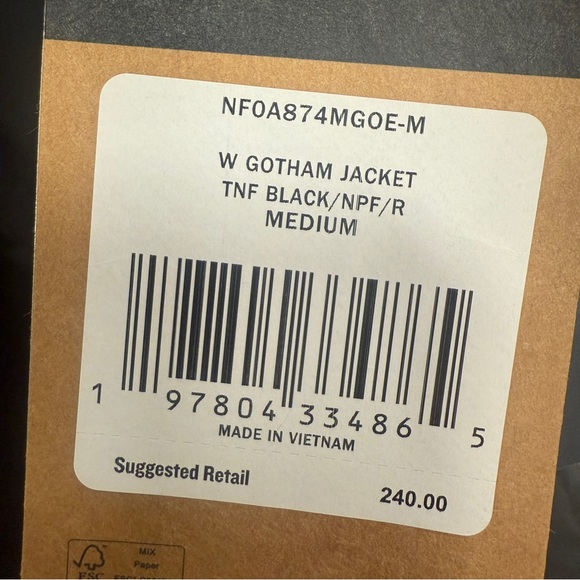 NF0A874MGOE-M
W GOTHAM JACKET
TNF BLACK/NPF/R
MEDIUM
1 97804 33486 5
MADE IN VIETNAM
Suggested Retail 240.00
MIX
Paper
FSC